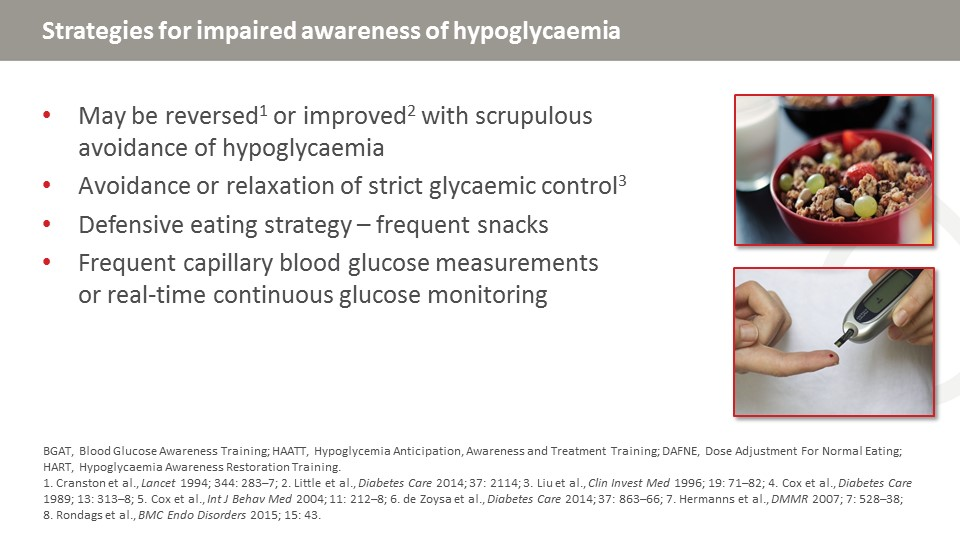 Strategies for impaired awareness of hypoglycaemia
• May be reversed¹ or improved² with scrupulous
avoidance of hypoglycaemia
• Avoidance or relaxation of strict glycaemic control³
• Defensive eating strategy – frequent snacks
• Frequent capillary blood glucose measurements
or real-time continuous glucose monitoring
BGAT, Blood Glucose Awareness Training; HAATT, Hypoglycemia Anticipation, Awareness and Treatment Training; DAFNE, Dose Adjustment For Normal Eating;
HART, Hypoglycaemia Awareness Restoration Training.
1. Cranston et al., Lancet 1994; 344: 283–7; 2. Little et al., Diabetes Care 2014; 37: 2114; 3. Liu et al., Clin Invest Med 1996; 19: 71–82; 4. Cox et al., Diabetes Care
1989; 13: 313–8; 5. Cox et al., Int J Behav Med 2004; 11: 212–8; 6. de Zoysa et al., Diabetes Care 2014; 37: 863–66; 7. Hermanns et al., DMMR 2007; 7: 528–38;
8. Rondags et al., BMC Endo Disorders 2015; 15: 43.